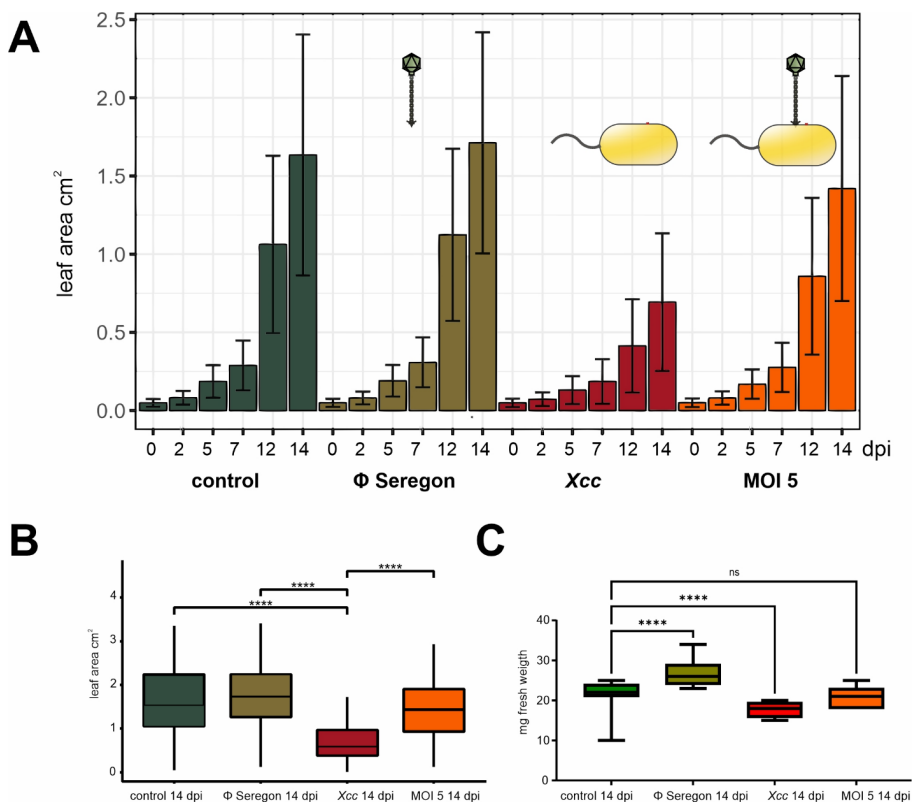 A
leaf area cm²
2.5
2.0
1.5
1.0
0.5
0.0
0 2 5 7 12 14 0 2 5 7 12 14 0 2 5 7 12 14 0 2 5 7 12 14 dpi
control Φ Seregon Xcc MOI 5
B
leaf area cm²
4
3
2
1
0
**** **** ****
control 14 dpi Φ Seregon 14 dpi Xcc 14 dpi MOI 5 14 dpi
C
mg fresh weigth
40
30
20
10
0
ns
****
****
control 14 dpi Φ Seregon 14 dpi Xcc 14 dpi MOI 5 14 dpi